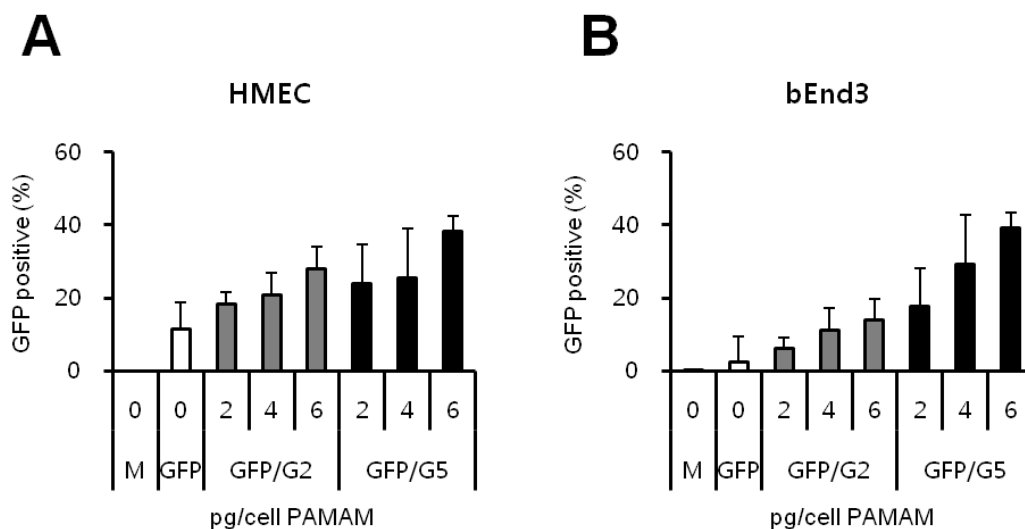 A
HMEC
GFP positive (%)
60
40
20
0
0 0 2 4 6 2 4 6
M GFP GFP/G2 GFP/G5
pg/cell PAMAM
B
bEnd3
GFP positive (%)
60
40
20
0
0 0 2 4 6 2 4 6
M GFP GFP/G2 GFP/G5
pg/cell PAMAM